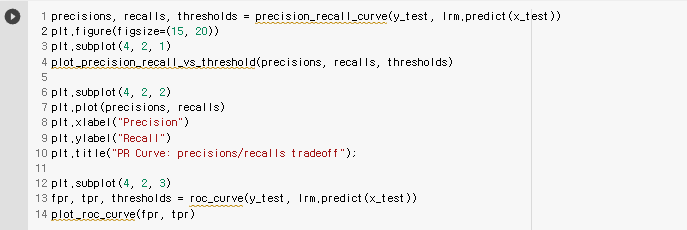 1 precisions, recalls, thresholds = precision_recall_curve(y_test, lrm.predict(x_test))
2 plt.figure(figsize=(15, 20))
3 plt.subplot(4, 2, 1)
4 plot_precision_recall_vs_threshold(precisions, recalls, thresholds)
5
6 plt.subplot(4, 2, 2)
7 plt.plot(precisions, recalls)
8 plt.xlabel("Precision")
9 plt.ylabel("Recall")
10 plt.title("PR Curve: precisions/recalls tradeoff");
11
12 plt.subplot(4, 2, 3)
13 fpr, tpr, thresholds = roc_curve(y_test, lrm.predict(x_test))
14 plot_roc_curve(fpr, tpr)